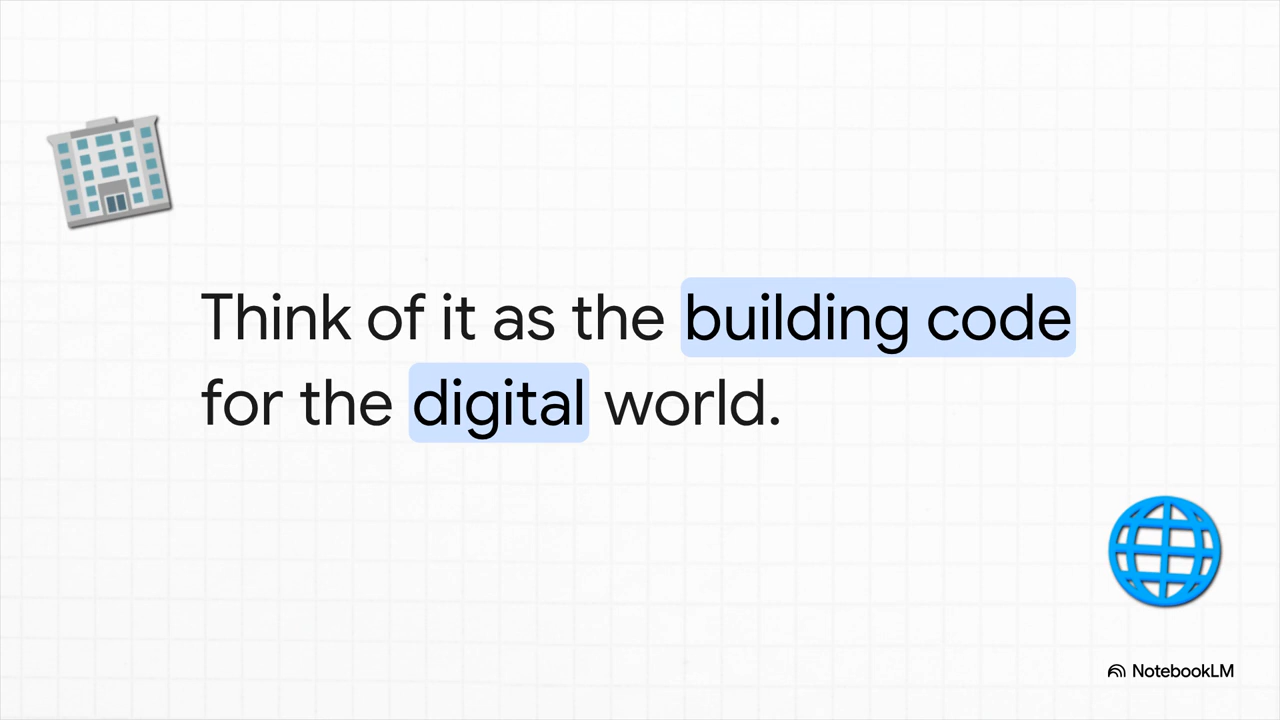 Think of it as the building code
for the digital world.
NotebookLM